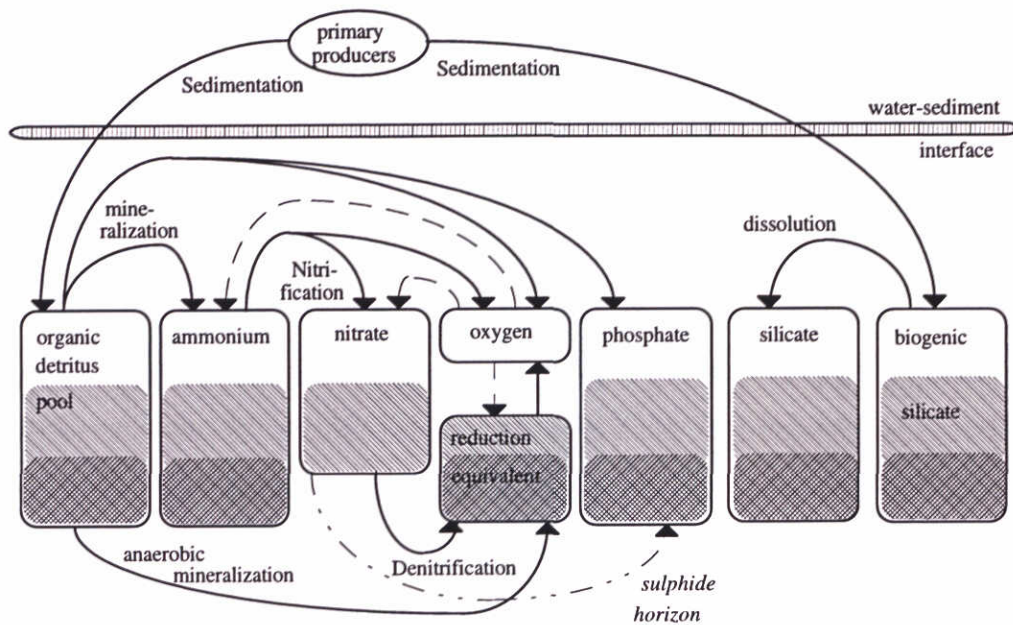 primary
producers
Sedimentation
Sedimentation
water-sediment
interface
mine-
ralization
dissolution
Nitri-
fication
organic
detritus
pool
ammonium
nitrate
oxygen
phosphate
silicate
biogenic
silicate
reduction
equivalent
anaerobic
mineralization
Denitrification
sulphide
horizon